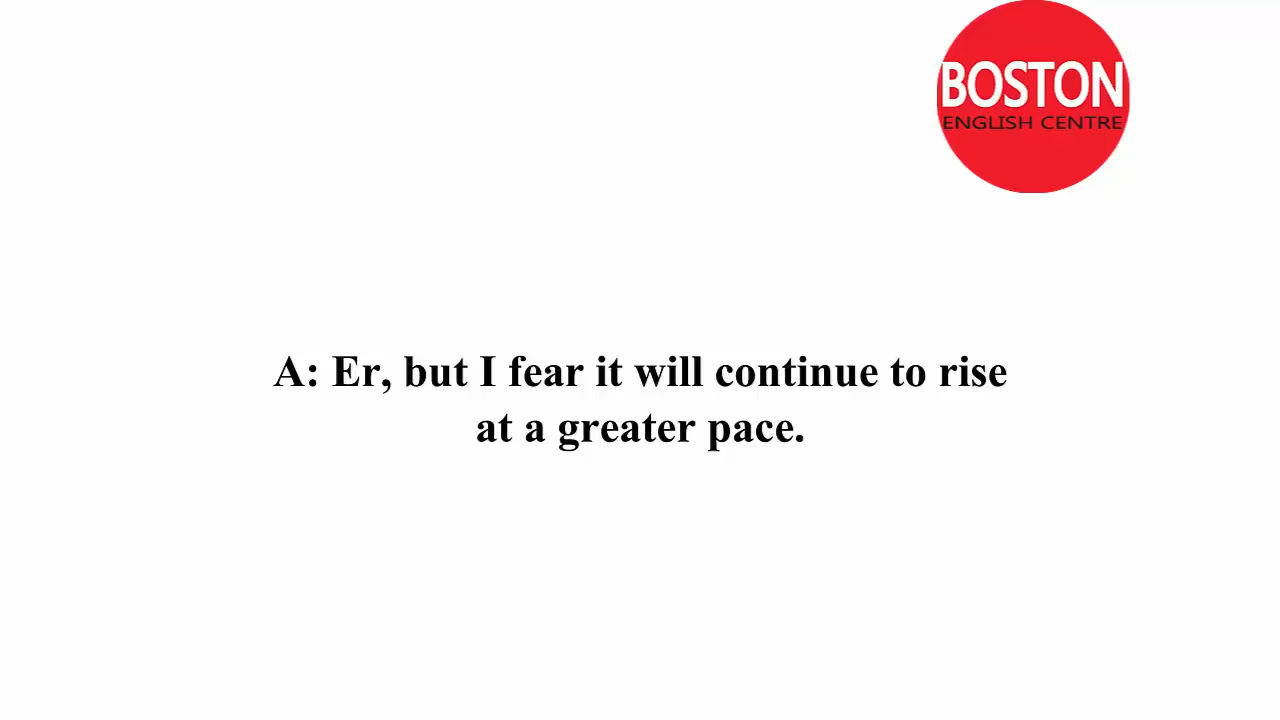 BOSTON
ENGLISH CENTRE
A: Er, but I fear it will continue to rise
at a greater pace.